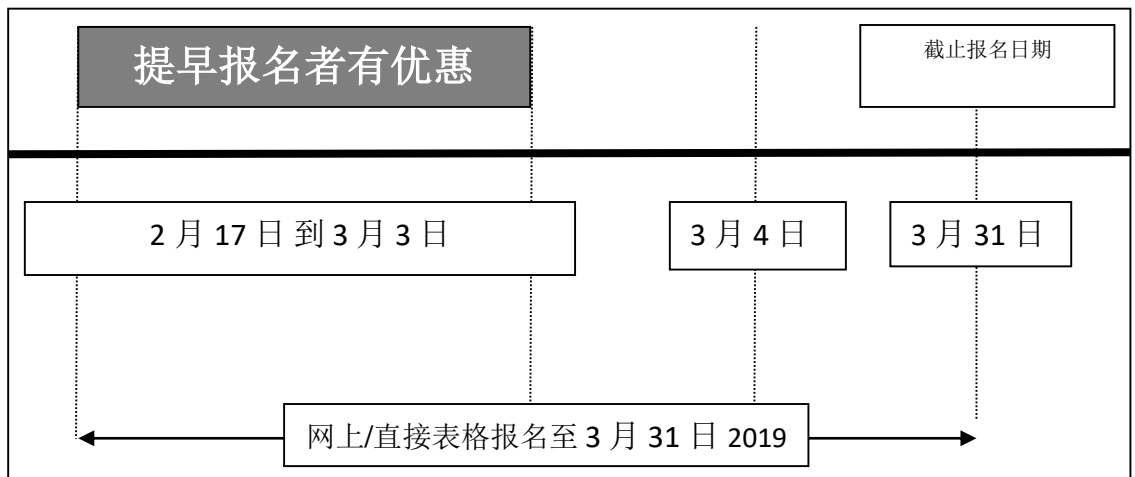 提早报名者有优惠
截止报名日期
2 月 17 日 到 3 月 3 日
3 月 4 日
3 月 31 日
网上/直接表格报名至 3 月 31 日 2019